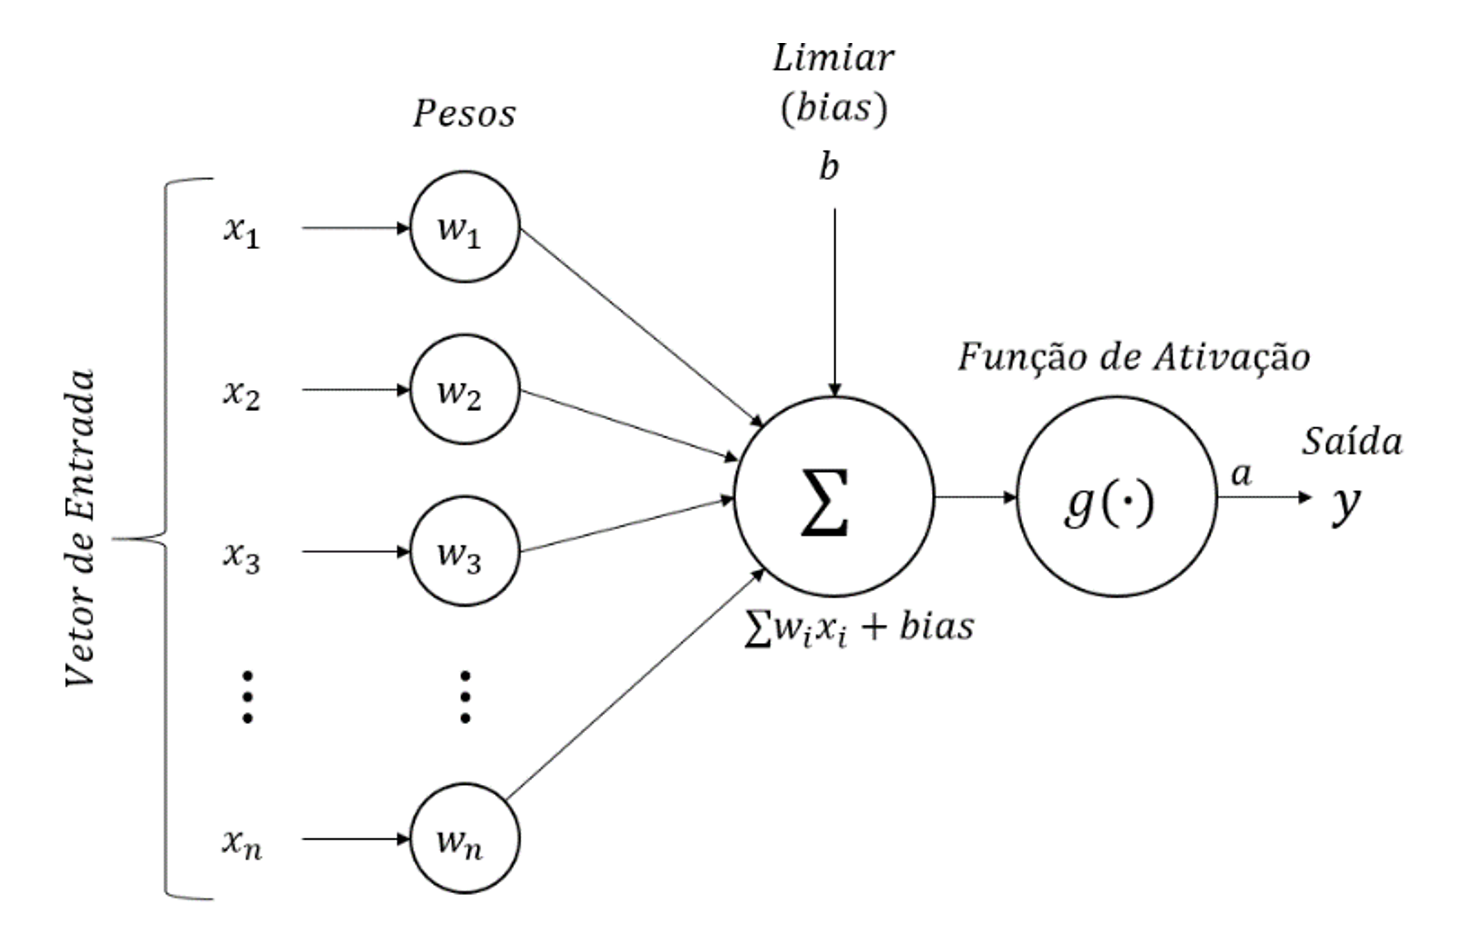 Limiar
(bias)
b
Pesos
Vetor de Entrada
x₁ w₁
x₂ w₂
x₃ w₃
⋮ ⋮
xₙ wₙ
∑
∑wᵢxᵢ + bias
Função de Ativação
g(·)
a
Saída
y